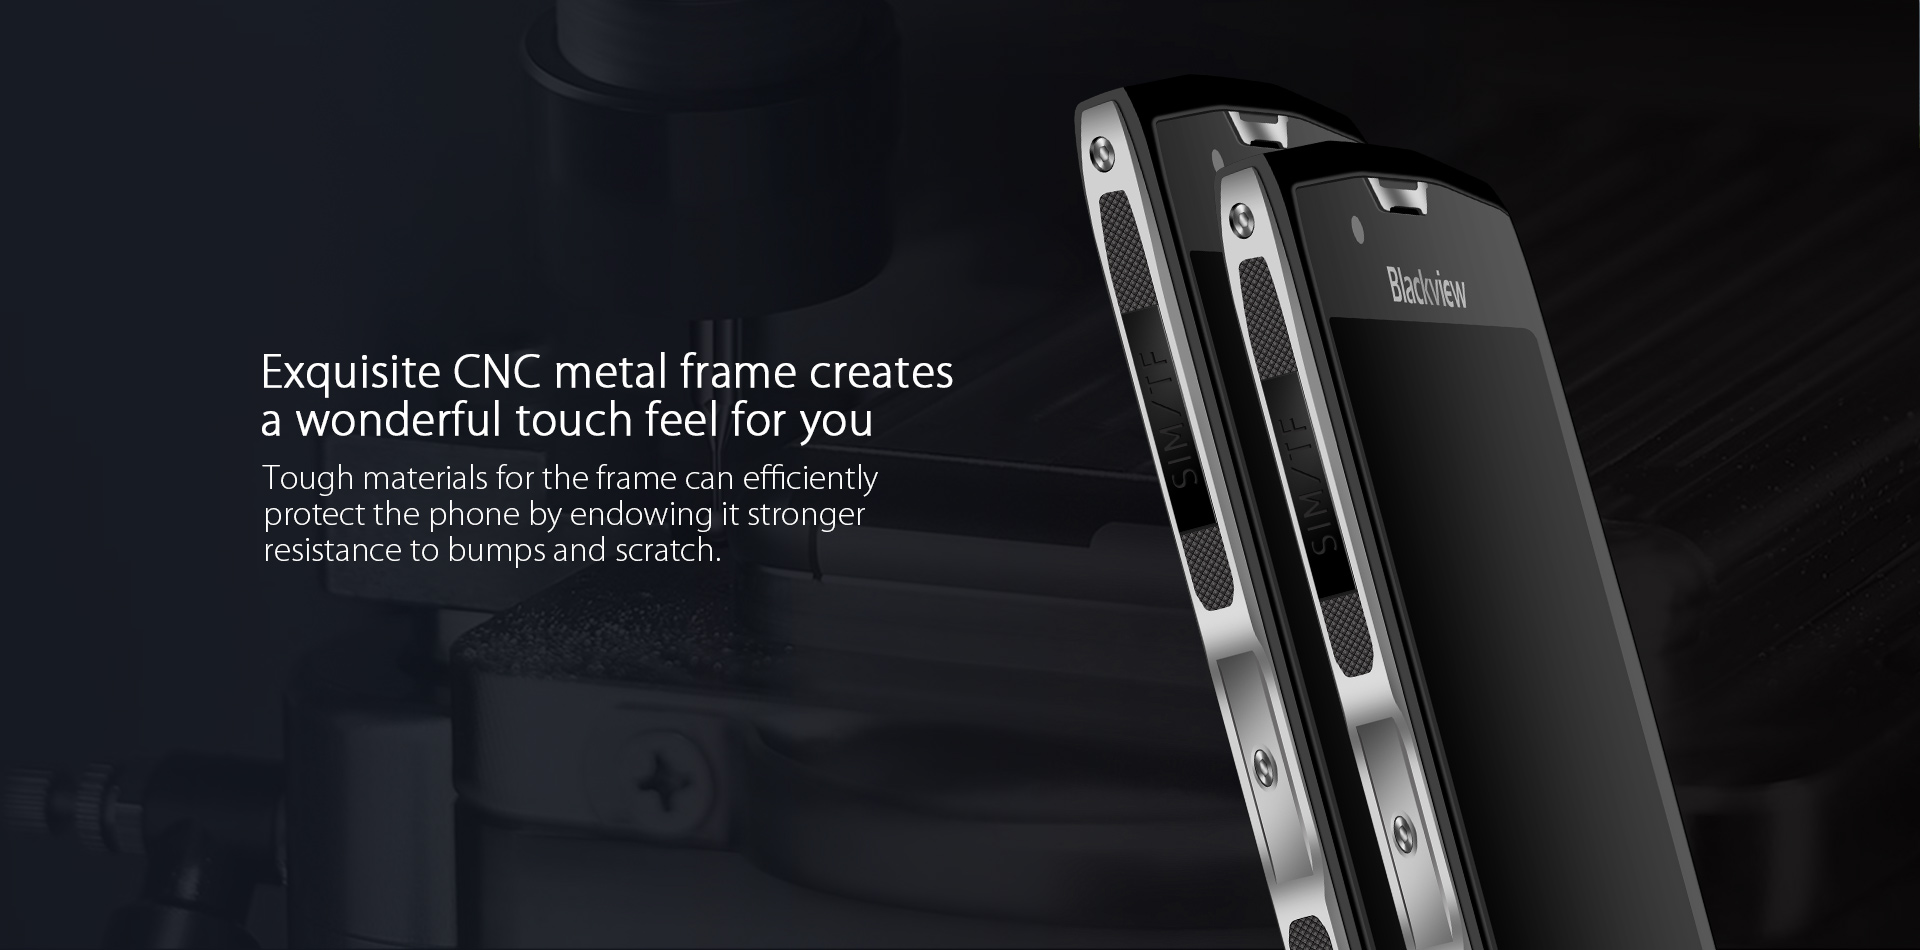 Exquisite CNC metal frame creates
a wonderful touch feel for you
Tough materials for the frame can efficiently
protect the phone by endowing it stronger
resistance to bumps and scratch.
SIM/TF
SIM/TF
Blackview